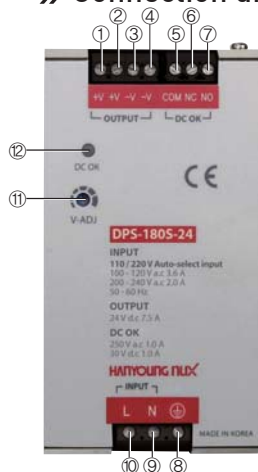 ① ② ③ ④ ⑤ ⑥ ⑦
+V +V −V −V COM NC NO
OUTPUT DC OK
⑫
DC OK
⑪
V-ADJ
DPS-180S-24
INPUT
110 / 220 V Auto-select input
100 - 120 V a.c 3.6 A
200 - 240 V a.c 2.0 A
50 - 60 Hz
OUTPUT
24 V d.c 7.5 A
DC OK
250 V a.c 1.0 A
30 V d.c 1.0 A
HANYOUNG NUX
INPUT
L N
MADE IN KOREA
⑩ ⑨ ⑧